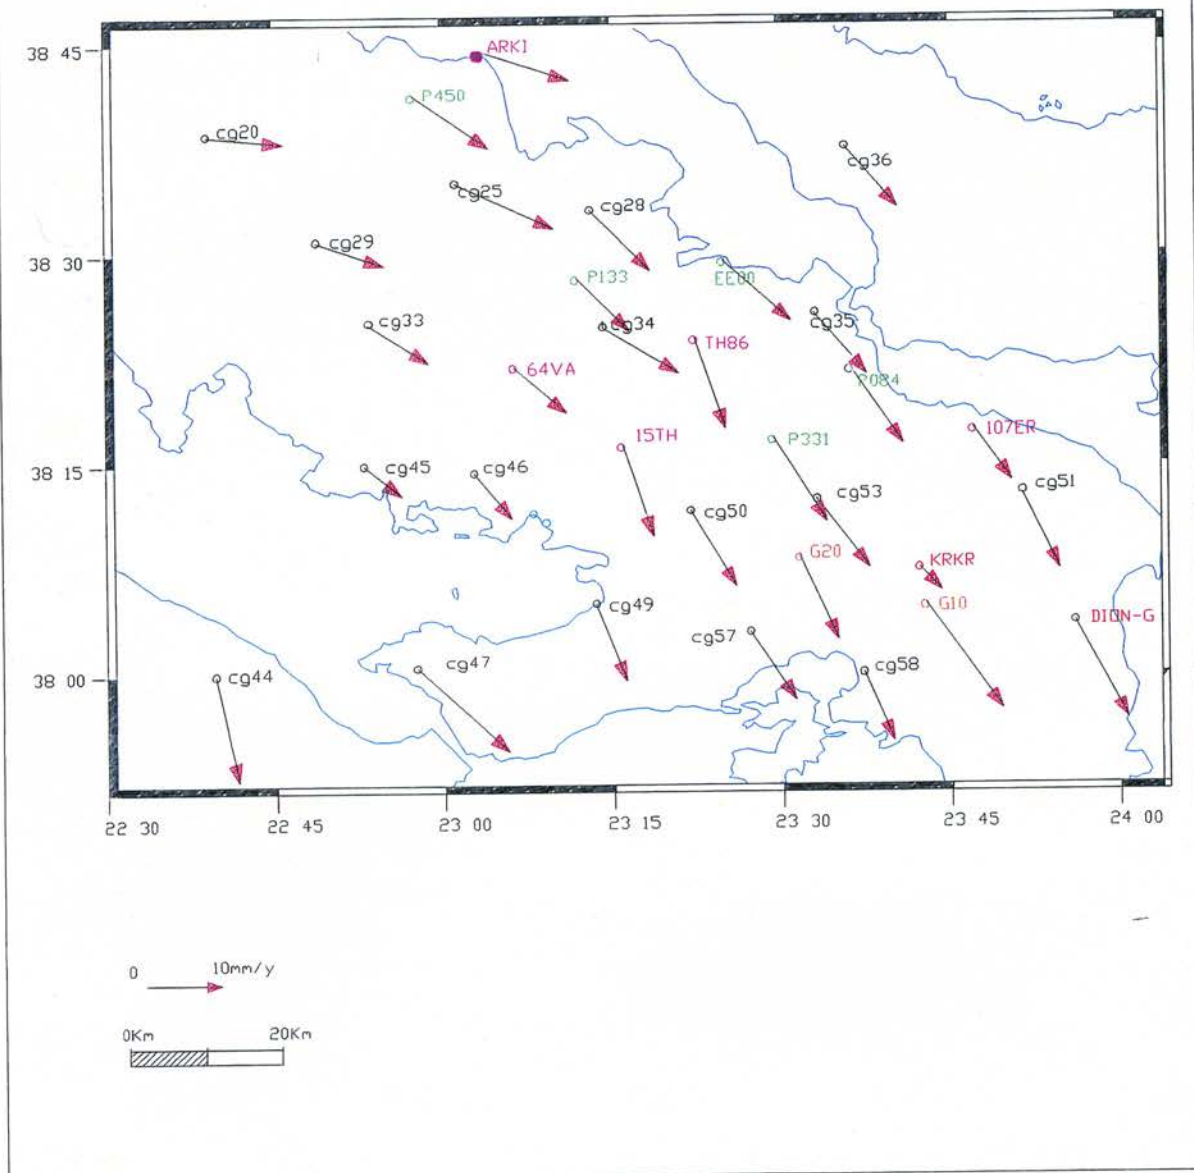 38 45
ARKI
P450
cg20
cg36
cg25
cg28
cg29
38 30
P133
EE00
cg33
cg34
cg35
TH86
64VA
P084
15TH
P331
107ER
38 15
cg45
cg46
cg53
cg51
cg50
G20
KRKR
cg49
G10
DION-G
cg57
cg47
cg58
38 00
cg44
22 30
22 45
23 00
23 15
23 30
23 45
24 00
0
10mm/y
0Km
20Km